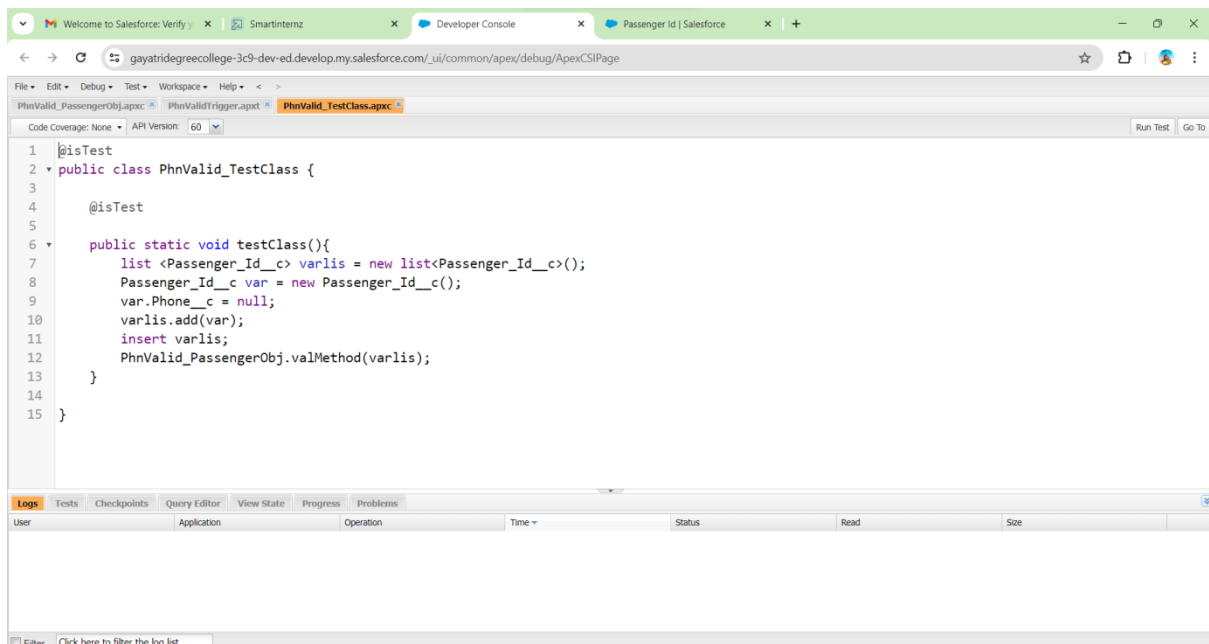 Welcome to Salesforce: Verify y
Smartinternz
Developer Console
Passenger Id | Salesforce
gayatridegreecollege-3c9-dev-ed.develop.my.salesforce.com/_ui/common/apex/debug/ApexCSIPage
File Edit Debug Test Workspace Help < >
PhnValid_PassengerObj.apxc PhnValidTrigger.apxt PhnValid_TestClass.apxc
Code Coverage: None API Version: 60 Run Test Go To
1 @isTest
2 public class PhnValid_TestClass {
3
4 @isTest
5
6 public static void testClass(){
7 list <Passenger_Id__c> varlis = new list<Passenger_Id__c>();
8 Passenger_Id__c var = new Passenger_Id__c();
9 var.Phone__c = null;
10 varlis.add(var);
11 insert varlis;
12 PhnValid_PassengerObj.valMethod(varlis);
13 }
14
15 }
Logs Tests Checkpoints Query Editor View State Progress Problems
User Application Operation Time Status Read Size
Filter Click here to filter the log list